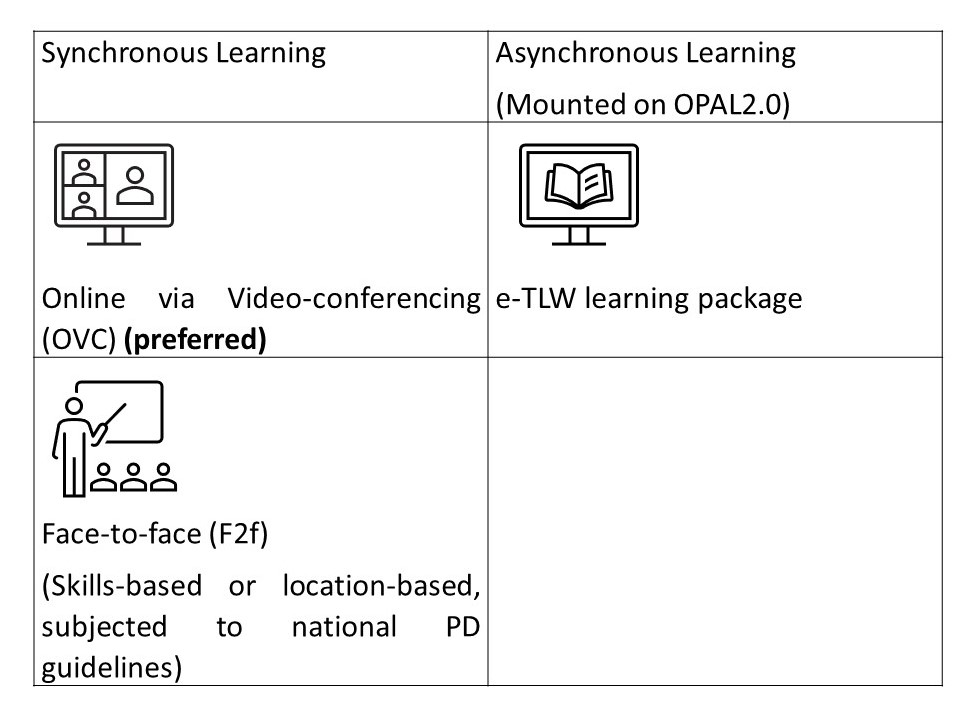 Synchronous Learning
Asynchronous Learning
(Mounted on OPAL2.0)
Online via Video-conferencing
(OVC) (preferred)
e-TLW learning package
Face-to-face (F2f)
(Skills-based or location-based,
subjected to national PD
guidelines)